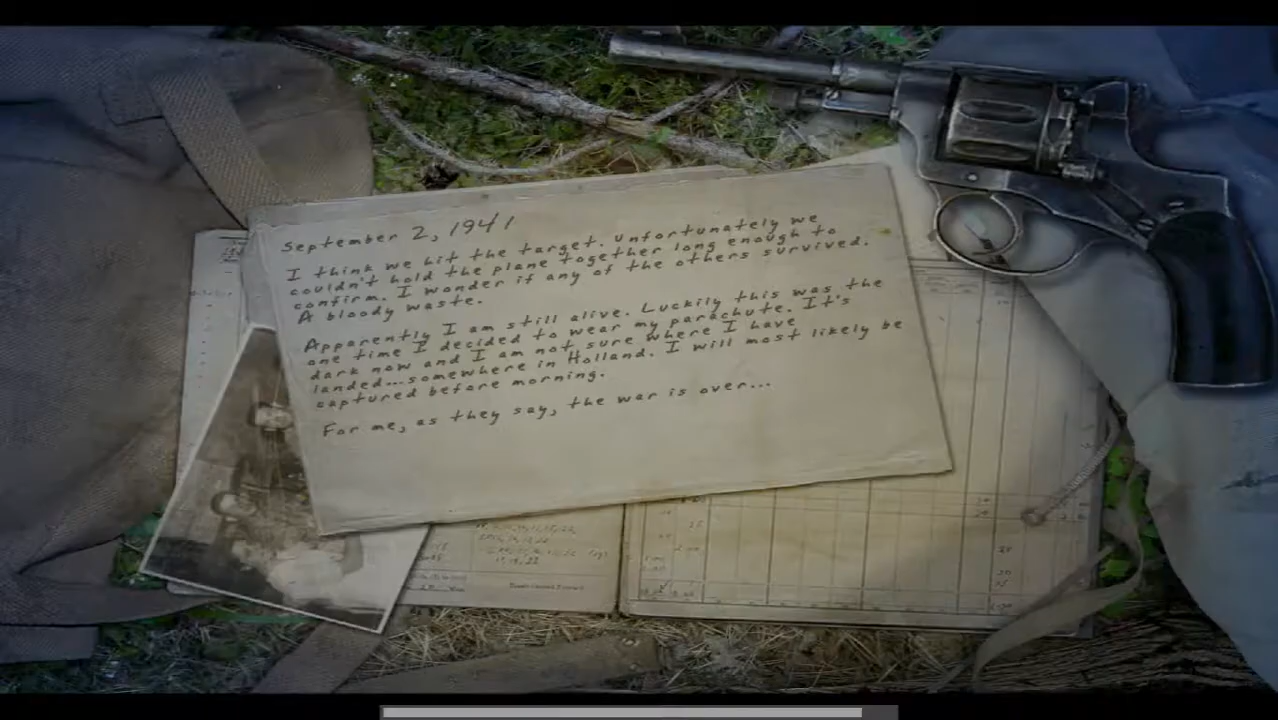 September 2, 1941
I think we hit the target. Unfortunately we
couldn't hold the plane together long enough to
confirm. I wonder if any of the others survived.
A bloody waste.
Apparently I am still alive. Luckily this was the
one time I decided to wear my parachute. It's
dark now and I am not sure where I have
landed...somewhere in Holland. I will most likely be
captured before morning.
For me, as they say, the war is over...